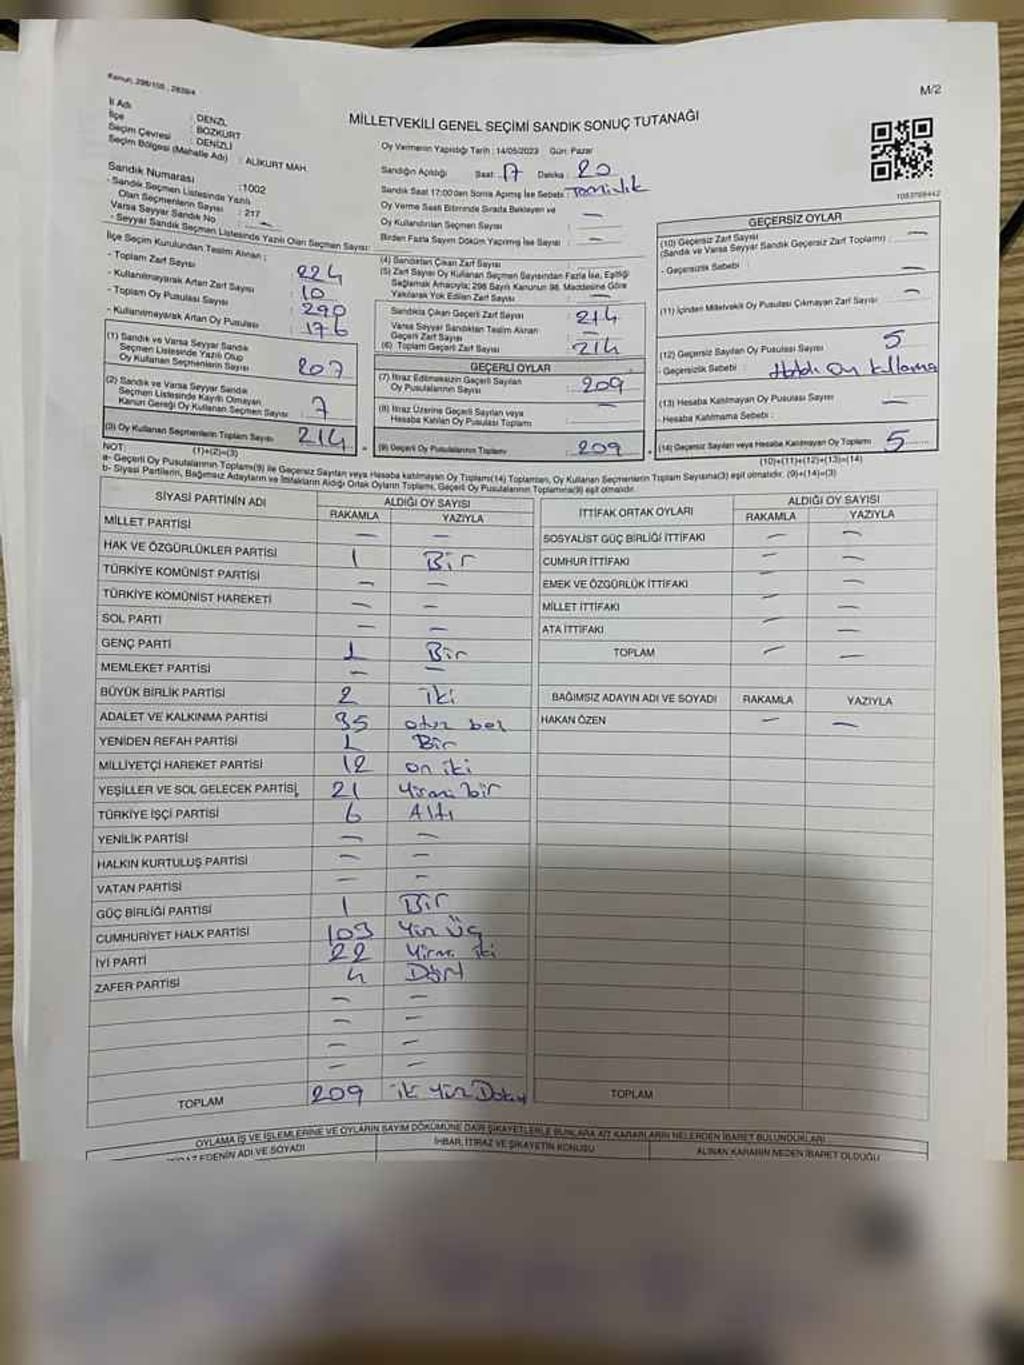 Kanun, 298/105 , 2839/4
M/2
MİLLETVEKİLİ GENEL SEÇİMİ SANDIK SONUÇ TUTANAĞI
İl Adı : DENZL
İlçe : BOZKURT
Seçim Çevresi : DENİZLİ
Seçim Bölgesi (Mahalle Adı) : ALİKURT MAH.
Sandık Numarası :1002
- Sandık Seçmen Listesinde Yazılı
Olan Seçmenlerin Sayısı : 217
Varsa Seyyar Sandık No : —
- Seyyar Sandık Seçmen Listesinde Yazılı Olan Seçmen Sayısı:
İlçe Seçim Kurulundan Teslim Alınan ;
- Toplam Zarf Sayısı : 224
- Kullanılmayarak Artan Zarf Sayısı : 10
- Toplam Oy Pusulası Sayısı : 290
- Kullanılmayarak Artan Oy Pusulası : 176
(1) Sandık ve Varsa Seyyar Sandık
Seçmen Listesinde Yazılı Olup
Oy Kullanan Seçmenlerin Sayısı : 207
(2) Sandık ve Varsa Seyyar Sandık
Seçmen Listesinde Kayıtlı Olmayan,
Kanun Gereği Oy Kullanan Seçmen Sayısı : 7
(3) Oy Kullanan Seçmenlerin Toplam Sayısı : 214
(1)+(2)=(3)
Oy Vermenin Yapıldığı Tarih : 14/05/2023 Gün: Pazar
Sandığın Açıldığı Saat : 17 Dakika : 20
Sandık Saat 17:00'den Sonra Açılmış İse Sebebi :
Oy Verme Saati Bitiminde Sırada Bekleyen ve
Oy Kullandırılan Seçmen Sayısı : —
Birden Fazla Sayım Döküm Yapılmış İse Sayısı : —
(4) Sandıktan Çıkan Zarf Sayısı :
(5) Zarf Sayısı Oy Kullanan Seçmen Sayısından Fazla İse, Eşitliği
Sağlamak Amacıyla; 298 Sayılı Kanunun 98. Maddesine Göre
Yakılarak Yok Edilen Zarf Sayısı : —
Sandıkta Çıkan Geçerli Zarf Sayısı : 214
Varsa Seyyar Sandıktan Teslim Alınan
Geçerli Zarf Sayısı : —
(6) Toplam Geçerli Zarf Sayısı : 214
GEÇERLİ OYLAR
(7) İtiraz Edilmeksizin Geçerli Sayılan
Oy Pusulalarının Sayısı : 209
(8) İtiraz Üzerine Geçerli Sayılan veya
Hesaba Katılan Oy Pusulası Toplamı : —
(9) Geçerli Oy Pusulalarının Toplamı : 209
1053769442
GEÇERSİZ OYLAR
(10) Geçersiz Zarf Sayısı : —
(Sandık ve Varsa Seyyar Sandık Geçersiz Zarf Toplamı)
- Geçersizlik Sebebi : —
(11) İçinden Milletvekili Oy Pusulası Çıkmayan Zarf Sayısı : —
(12) Geçersiz Sayılan Oy Pusulası Sayısı : 5
- Geçersizlik Sebebi : Hatalı Oy kullama
(13) Hesaba Katılmayan Oy Pusulası Sayısı : —
- Hesaba Katılmama Sebebi :
(14) Geçersiz Sayılan veya Hesaba Katılmayan Oy Toplamı : 5
(10)+(11)+(12)+(13)=(14)
NOT:
a- Geçerli Oy Pusulalarının Toplamı(9) ile Geçersiz Sayılan veya Hesaba katılmayan Oy Toplamı(14) Toplamları, Oy Kullanan Seçmenlerin Toplam Sayısına(3) eşit olmalıdır. (9)+(14)=(3)
b- Siyasi Partilerin, Bağımsız Adayların ve İttifakların Aldığı Ortak Oyların Toplamı, Geçerli Oy Pusulalarının Toplamına(9) eşit olmalıdır.
SİYASİ PARTİNİN ADI ALDIĞI OY SAYISI
RAKAMLA YAZIYLA
MİLLET PARTİSİ — —
HAK VE ÖZGÜRLÜKLER PARTİSİ 1 Bir
TÜRKİYE KOMÜNİST PARTİSİ — —
TÜRKİYE KOMÜNİST HAREKETİ — —
SOL PARTİ — —
GENÇ PARTİ 1 Bir
MEMLEKET PARTİSİ — —
BÜYÜK BİRLİK PARTİSİ 2 iki
ADALET VE KALKINMA PARTİSİ 35 otuz beş
YENİDEN REFAH PARTİSİ 1 Bir
MİLLİYETÇİ HAREKET PARTİSİ 12 on iki
YEŞİLLER VE SOL GELECEK PARTİSİ 21 Yirmi bir
TÜRKİYE İŞÇİ PARTİSİ 6 Altı
YENİLİK PARTİSİ — —
HALKIN KURTULUŞ PARTİSİ — —
VATAN PARTİSİ — —
GÜÇ BİRLİĞİ PARTİSİ 1 Bir
CUMHURİYET HALK PARTİSİ 103 Yüz Üç
İYİ PARTİ 22 Yirmi iki
ZAFER PARTİSİ 4 Dört
— —
— —
— —
— —
TOPLAM 209 iki Yüz Dokuz
İTTİFAK ORTAK OYLARI ALDIĞI OY SAYISI
RAKAMLA YAZIYLA
SOSYALİST GÜÇ BİRLİĞİ İTTİFAKI — —
CUMHUR İTTİFAKI — —
EMEK VE ÖZGÜRLÜK İTTİFAKI — —
MİLLET İTTİFAKI — —
ATA İTTİFAKI — —
TOPLAM — —
BAĞIMSIZ ADAYIN ADI VE SOYADI RAKAMLA YAZIYLA
HAKAN ÖZEN — —
TOPLAM
OYLAMA İŞ VE İŞLEMLERİNE VE OYLARIN SAYIM DÖKÜMÜNE DAİR ŞİKAYETLERLE BUNLARA AİT KARARLARIN NELERDEN İBARET BULUNDUKLARI
EDENİN ADI VE SOYADI İHBAR, İTİRAZ VE ŞİKAYETİN KONUSU ALINAN KARARIN NEDEN İBARET OLDUĞU